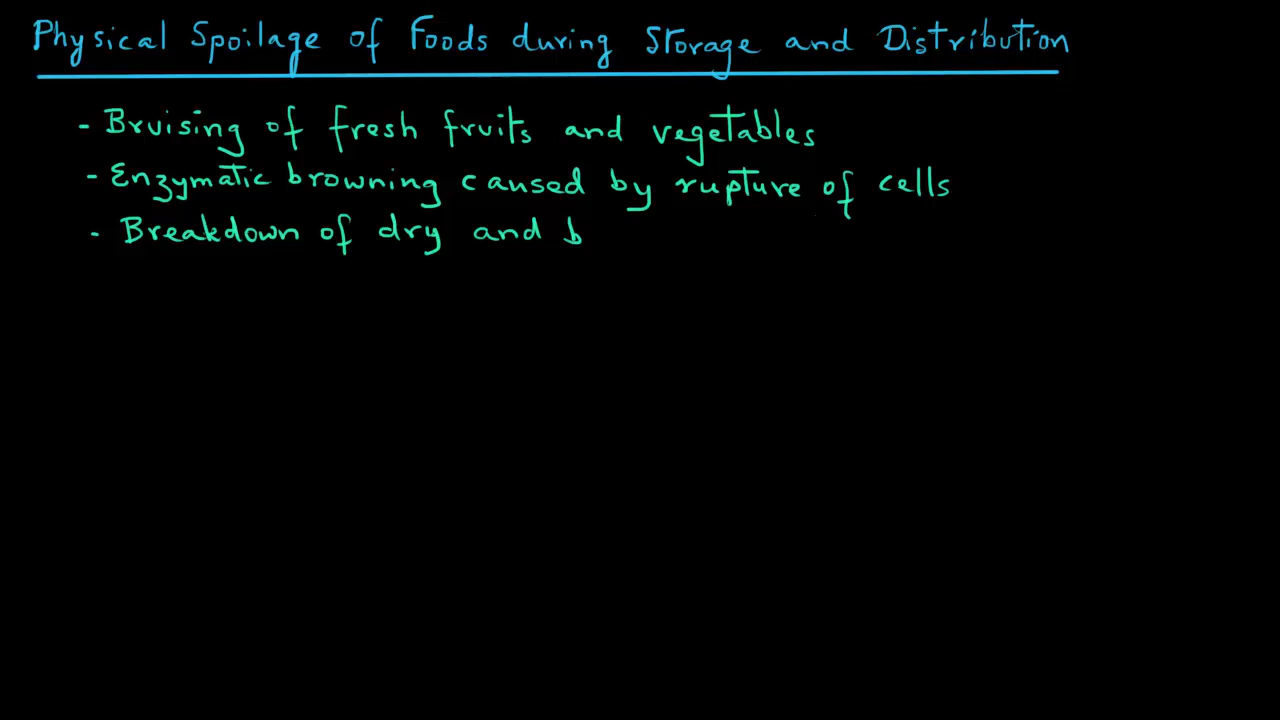 Physical Spoilage of Foods during Storage and Distribution
- Bruising of fresh fruits and vegetables
- Enzymatic browning caused by rupture of cells
- Breakdown of dry and b